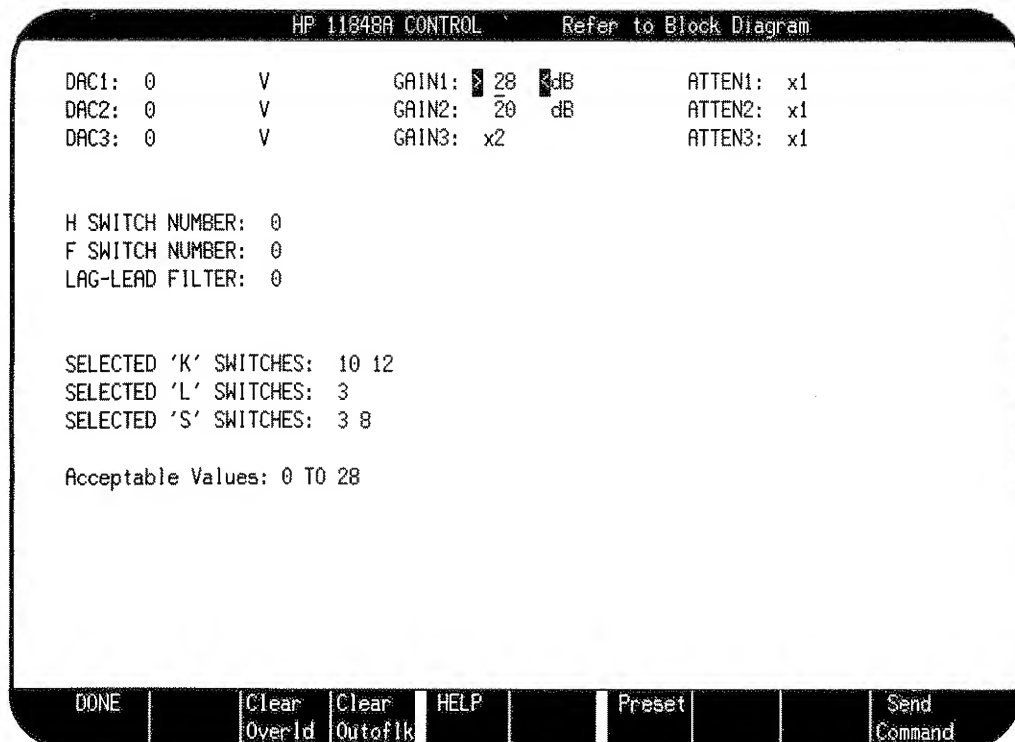 HP 11848A CONTROL Refer to Block Diagram
DAC1: 0 V GAIN1: > 28 <dB ATTEN1: x1
DAC2: 0 V GAIN2: 20 dB ATTEN2: x1
DAC3: 0 V GAIN3: x2 ATTEN3: x1
H SWITCH NUMBER: 0
F SWITCH NUMBER: 0
LAG-LEAD FILTER: 0
SELECTED 'K' SWITCHES: 10 12
SELECTED 'L' SWITCHES: 3
SELECTED 'S' SWITCHES: 3 8
Acceptable Values: 0 TO 28
DONE Clear Clear HELP Preset Send
Overld Outoflk Command